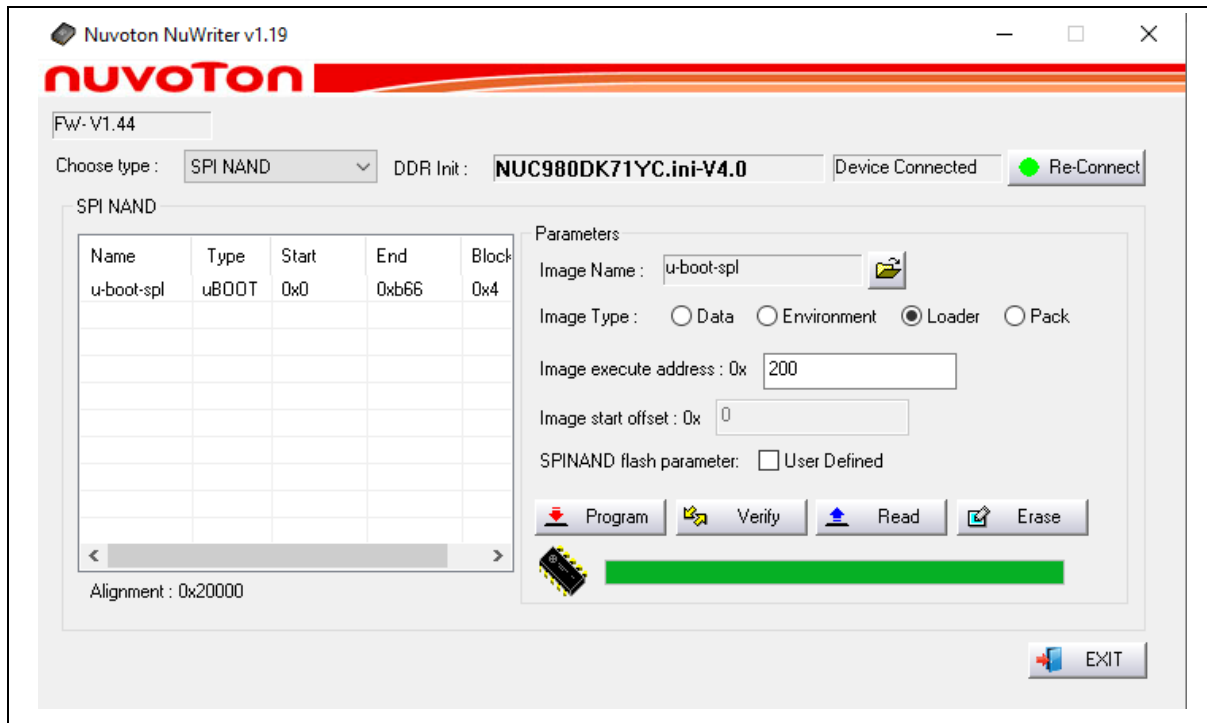 Nuvoton NuWriter v1.19
nuvoTon
FW- V1.44
Choose type : SPI NAND DDR Init : NUC980DK71YC.ini-V4.0 Device Connected Re-Connect
SPI NAND
Name Type Start End Block
u-boot-spl uBOOT 0x0 0xb66 0x4
Alignment : 0x20000
Parameters
Image Name : u-boot-spl
Image Type : Data Environment Loader Pack
Image execute address : 0x 200
Image start offset : 0x 0
SPINAND flash parameter: User Defined
Program Verify Read Erase
EXIT